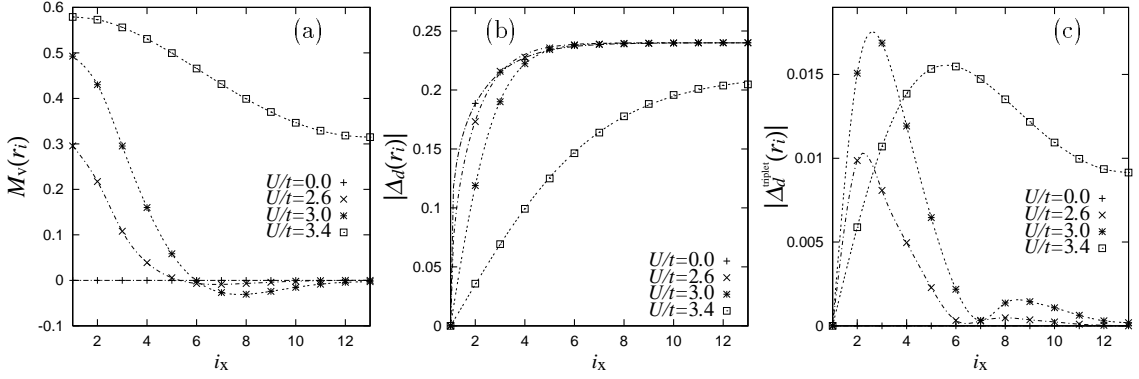 0.6
0.5
0.4
0.3
0.2
0.1
0
-0.1
2 4 6 8 10 12
M_v(r_i)
i_x
(a)
U/t=0.0
U/t=2.6
U/t=3.0
U/t=3.4
0.25
0.2
0.15
0.1
0.05
0
2 4 6 8 10 12
|Δ_d(r_i)|
i_x
(b)
U/t=0.0
U/t=2.6
U/t=3.0
U/t=3.4
0.015
0.01
0.005
0
2 4 6 8 10 12
|Δ_d^triplet(r_i)|
i_x
(c)
U/t=0.0
U/t=2.6
U/t=3.0
U/t=3.4